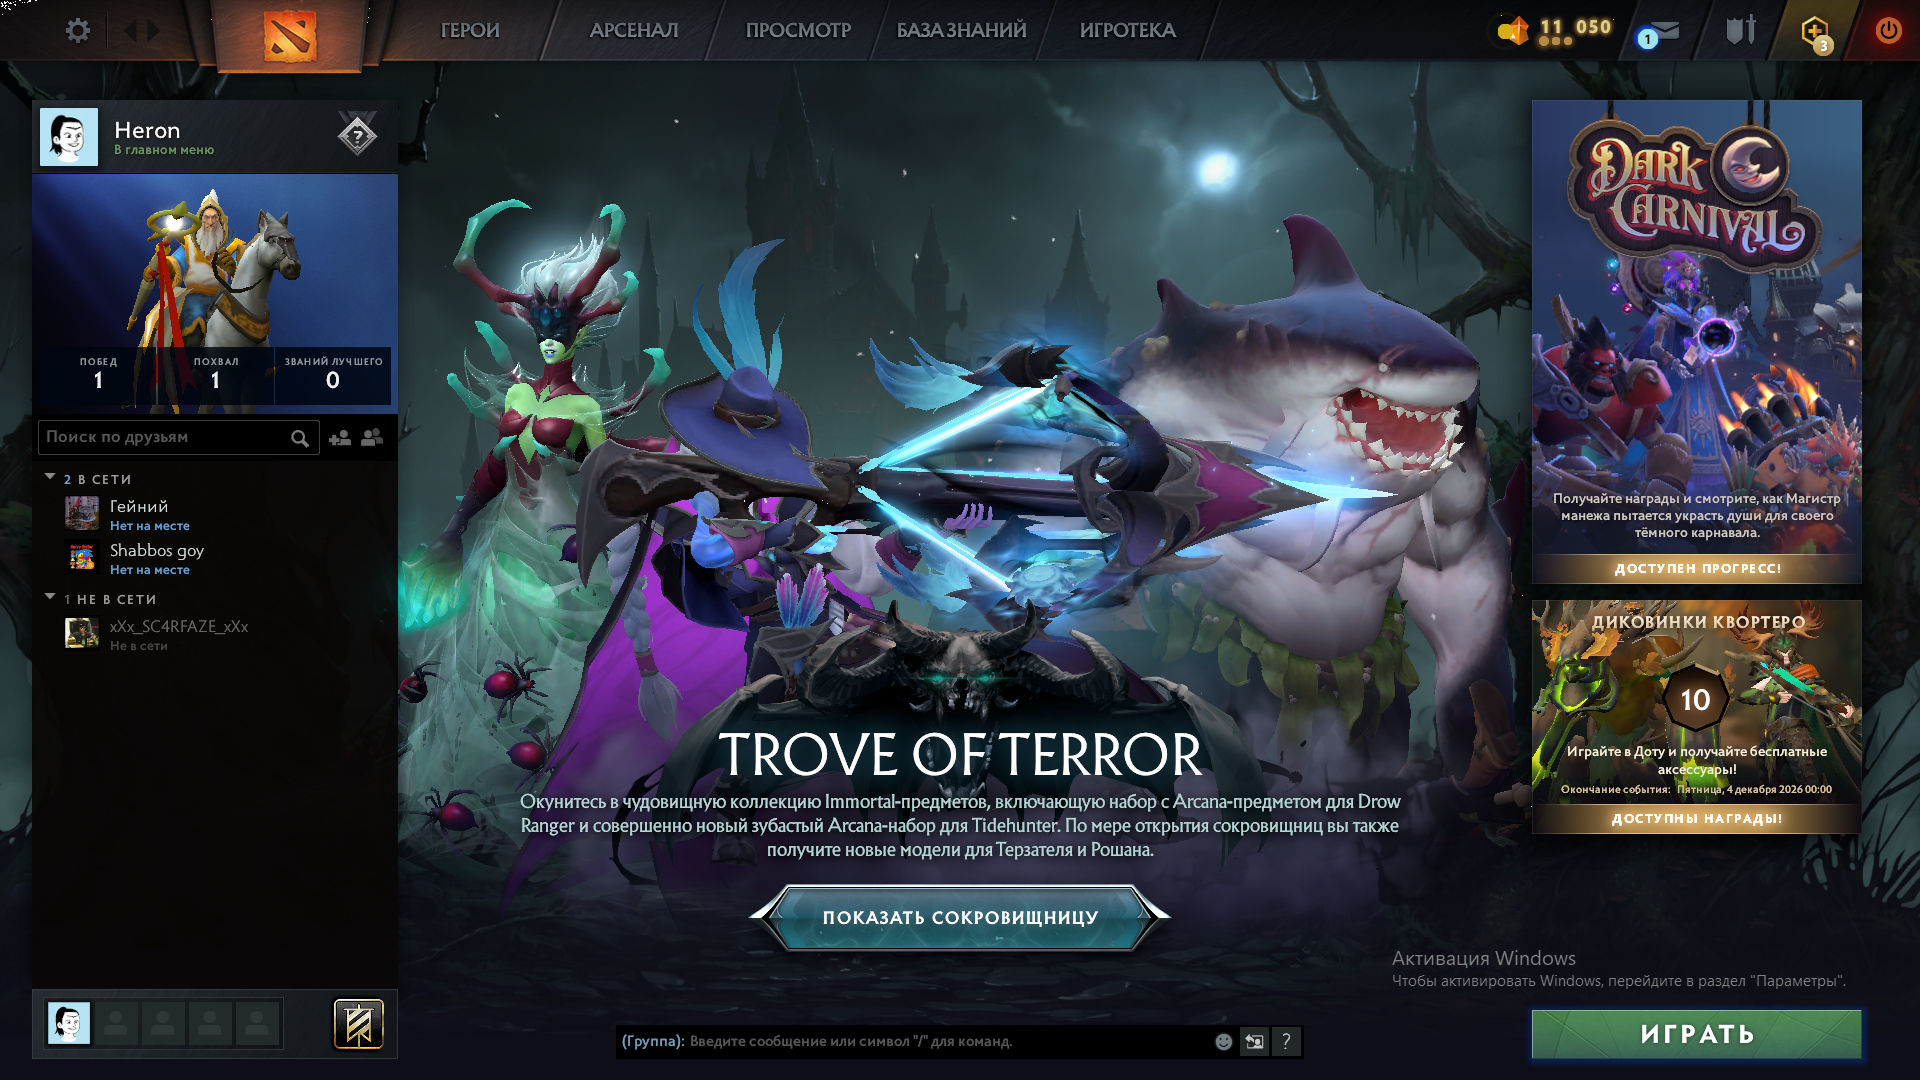 ГЕРОИ
АРСЕНАЛ
ПРОСМОТР
БАЗА ЗНАНИЙ
ИГРОТЕКА
11 050
1
3
Heron
В главном меню
?
ПОБЕД
1
ПОХВАЛ
1
ЗВАНИЙ ЛУЧШЕГО
0
Поиск по друзьям
2 В СЕТИ
Гейний
Нет на месте
Shabbos goy
Нет на месте
1 НЕ В СЕТИ
xXx_SC4RFAZE_xXx
Не в сети
TROVE OF TERROR
Окунитесь в чудовищную коллекцию Immortal-предметов, включающую набор с Arcana-предметом для Drow
Ranger и совершенно новый зубастый Arcana-набор для Tidehunter. По мере открытия сокровищниц вы также
получите новые модели для Терзателя и Рошана.
ПОКАЗАТЬ СОКРОВИЩНИЦУ
DARK
CARNIVAL
Получайте награды и смотрите, как Магистр
манежа пытается украсть души для своего
тёмного карнавала.
ДОСТУПЕН ПРОГРЕСС!
ДИКОВИНКИ КВОРТЕРО
10
Играйте в Доту и получайте бесплатные
аксессуары!
Окончание события: Пятница, 4 декабря 2026 00:00
ДОСТУПНЫ НАГРАДЫ!
Активация Windows
Чтобы активировать Windows, перейдите в раздел "Параметры".
(Группа): Введите сообщение или символ "/" для команд.
?
ИГРАТЬ